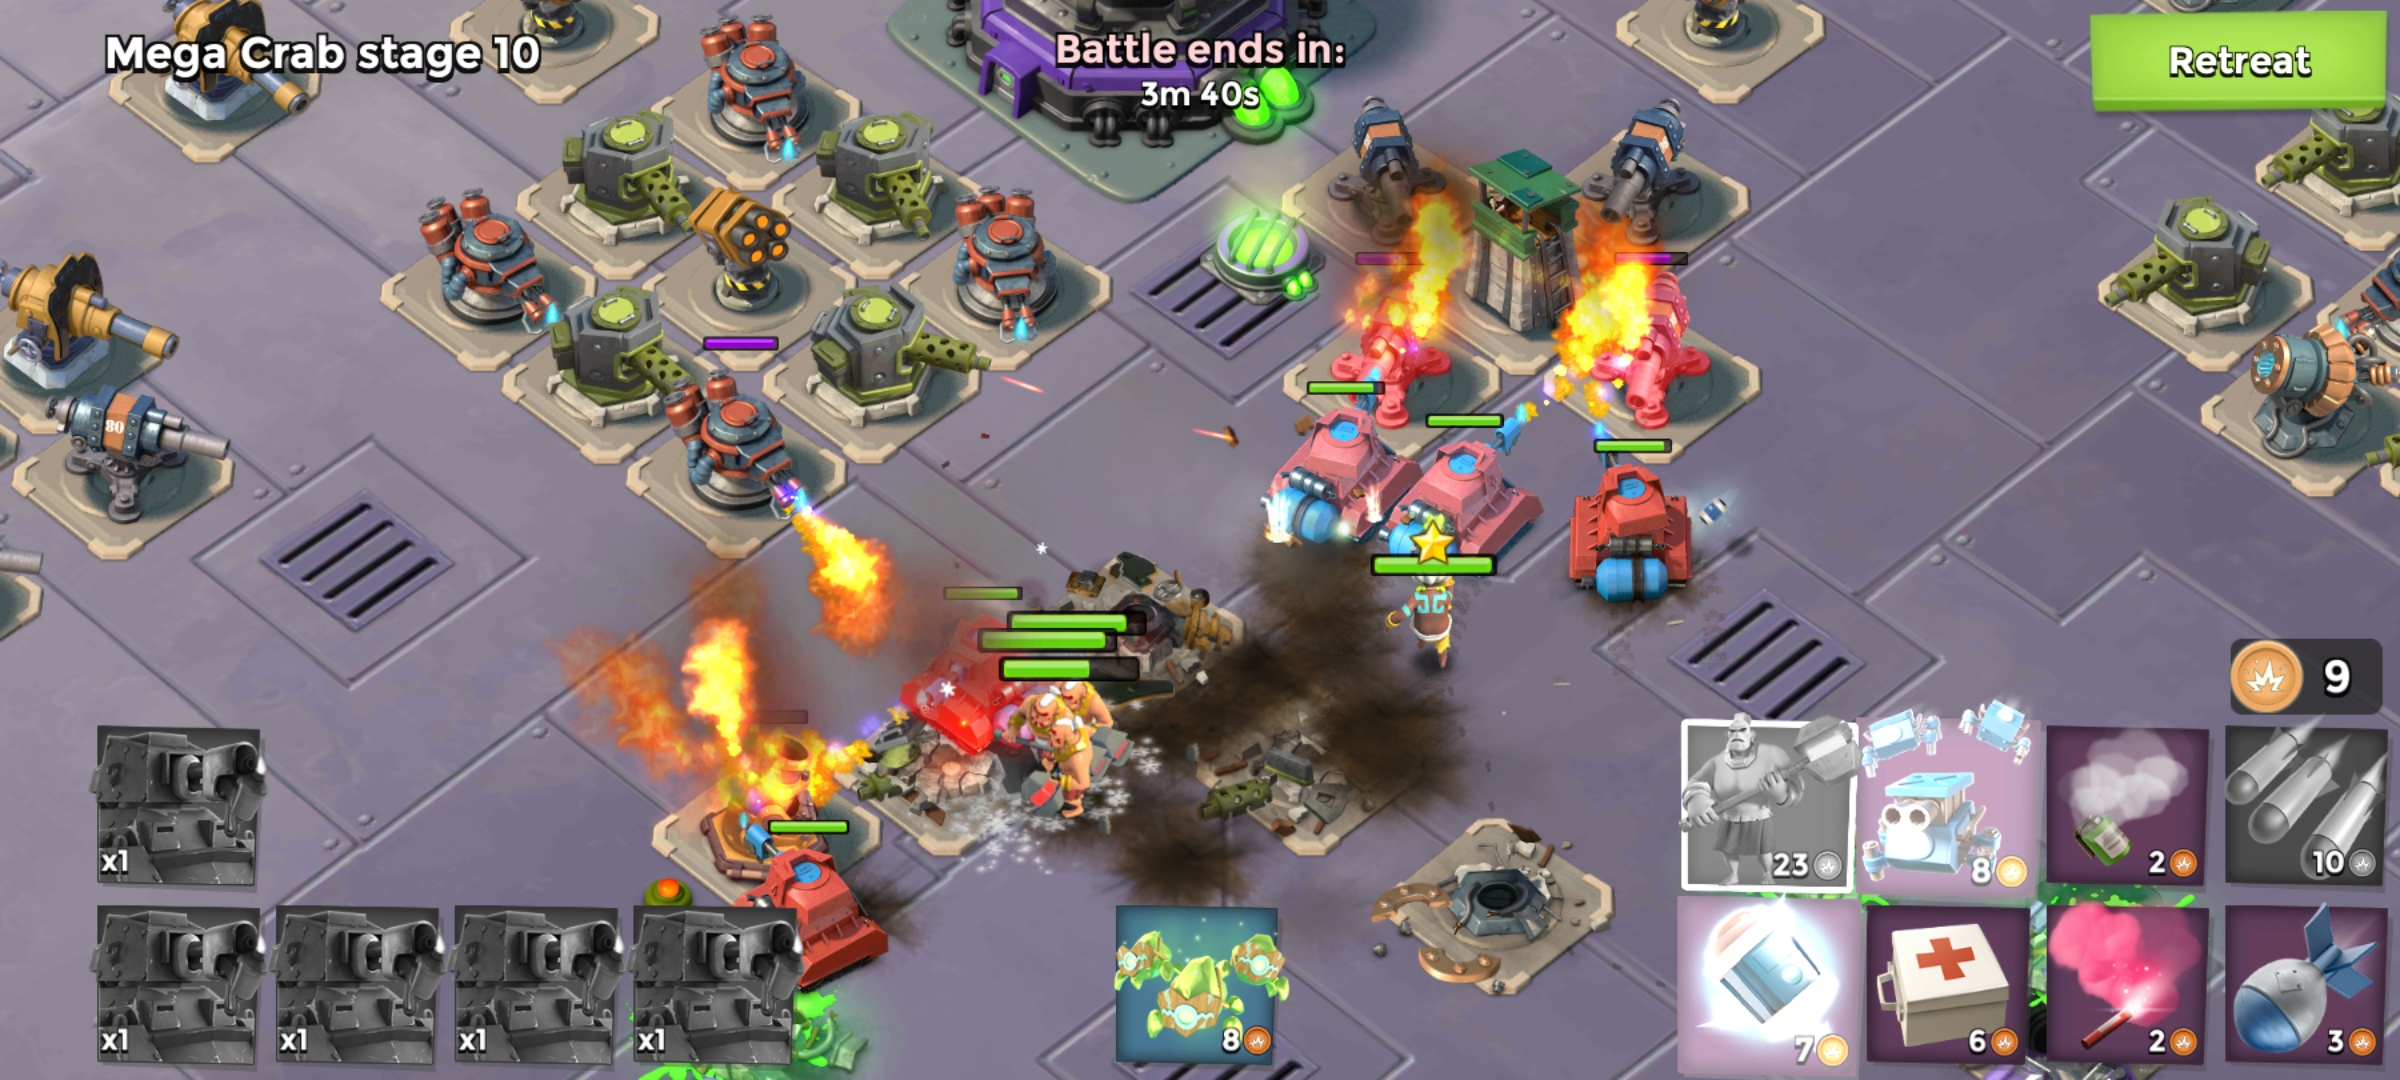 Mega Crab stage 10
Battle ends in:
3m 40s
Retreat
80
9
x1
23
8
2
10
x1
x1
x1
x1
8
7
6
2
3